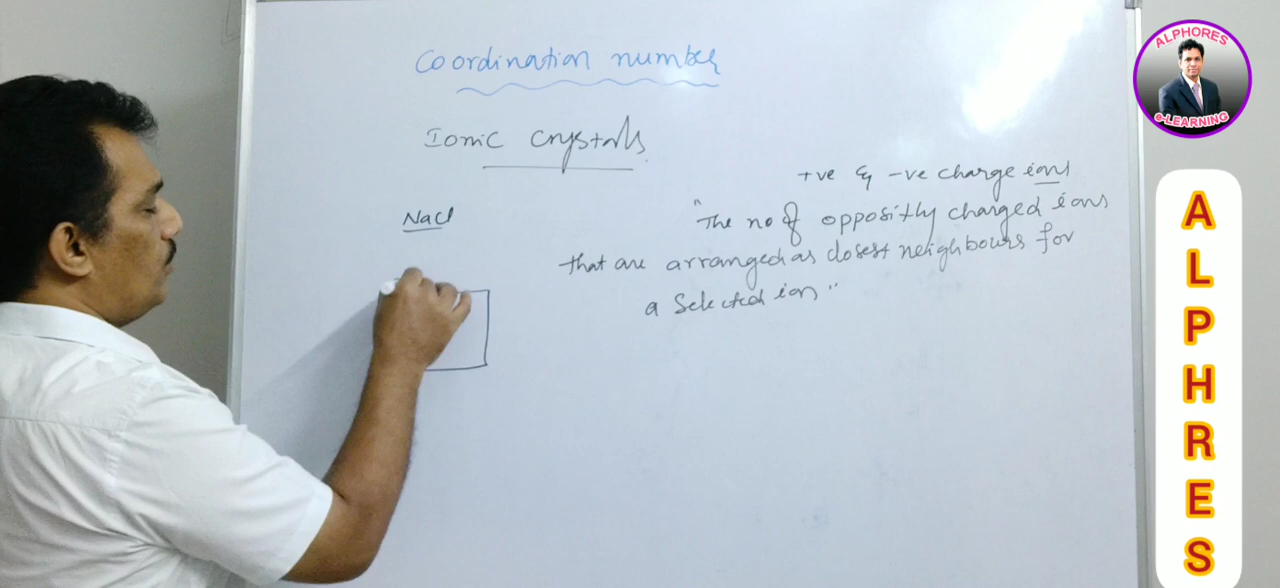 Coordination number
Ionic crystals
NaCl
+ve & -ve charge ions
"The no of oppositly charged ions
that are arranged as closest neighbours for
a selected ion"
ALPHORES
e-LEARNING
A
L
P
H
R
E
S